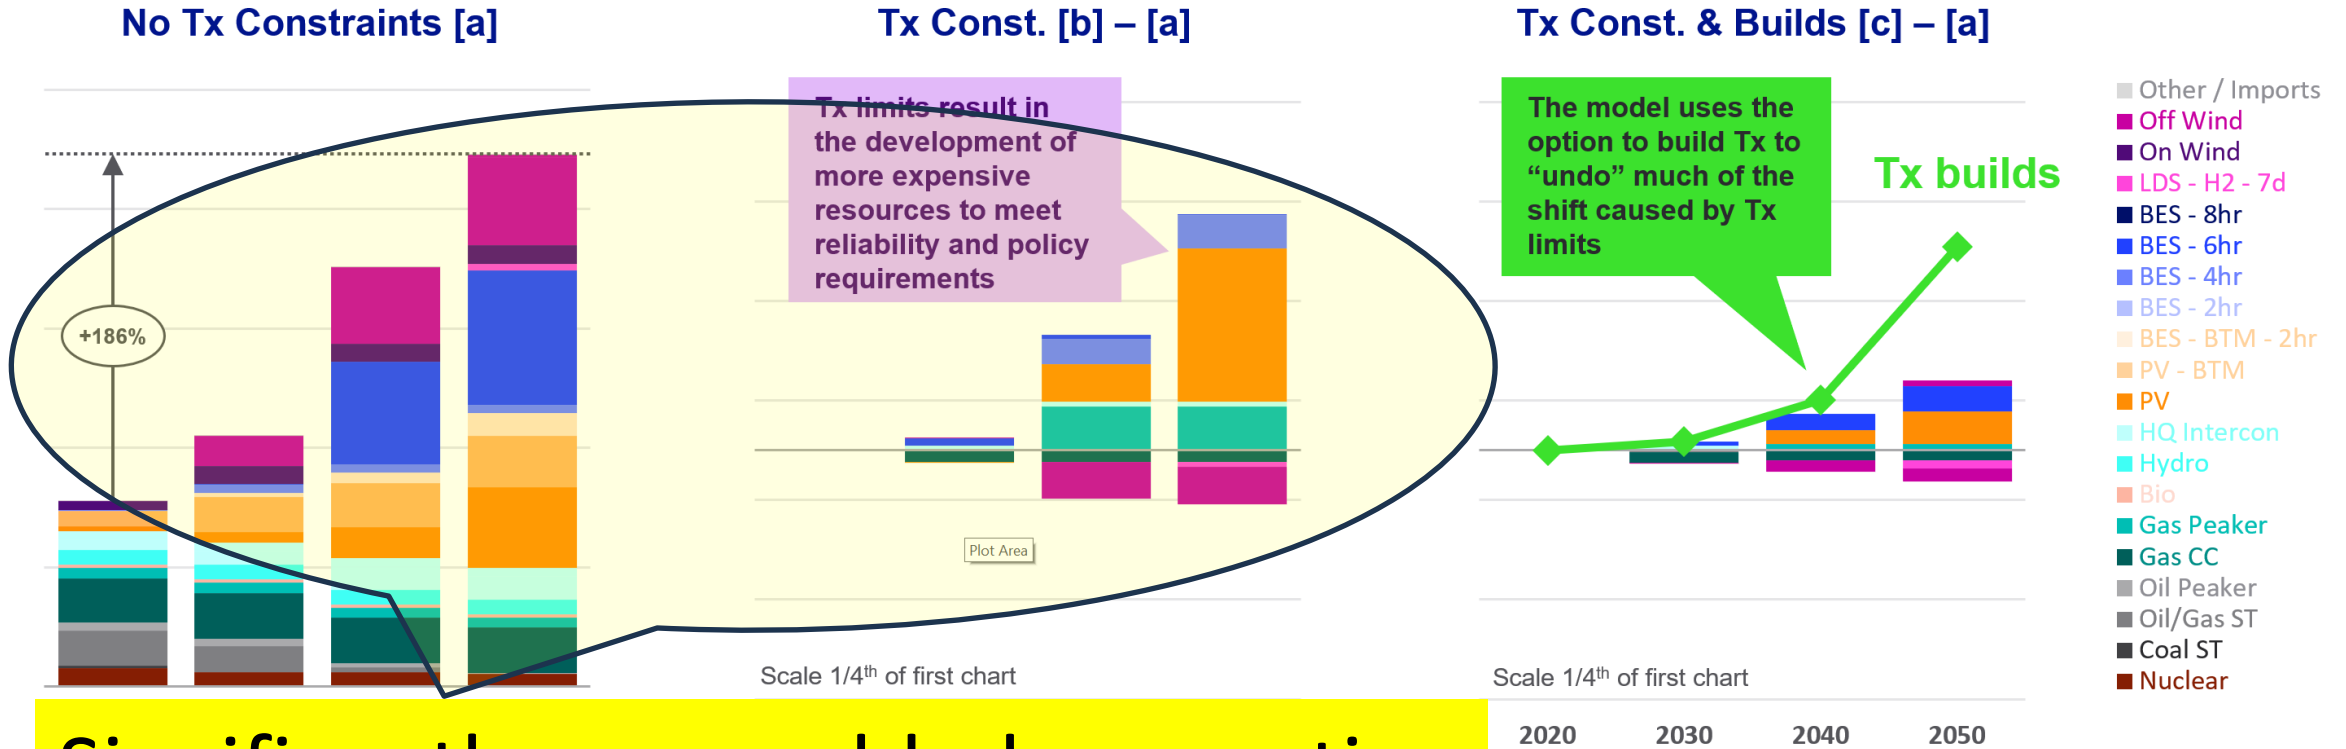 No Tx Constraints [a]
Tx Const. [b] – [a]
Tx Const. & Builds [c] – [a]
+186%
Tx limits result in
the development of
more expensive
resources to meet
reliability and policy
requirements
Plot Area
Scale 1/4th of first chart
The model uses the
option to build Tx to
“undo” much of the
shift caused by Tx
limits
Tx builds
Scale 1/4th of first chart
2020 2030 2040 2050
Other / Imports
Off Wind
On Wind
LDS - H2 - 7d
BES - 8hr
BES - 6hr
BES - 4hr
BES - 2hr
BES - BTM - 2hr
PV - BTM
PV
HQ Intercon
Hydro
Bio
Gas Peaker
Gas CC
Oil Peaker
Oil/Gas ST
Coal ST
Nuclear